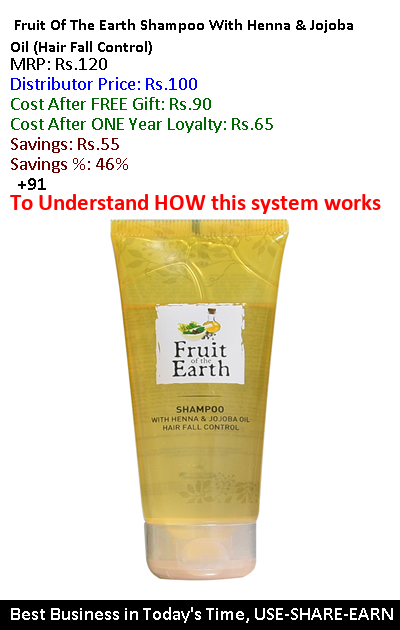 Fruit Of The Earth Shampoo With Henna & Jojoba
Oil (Hair Fall Control)
MRP: Rs.120
Distributor Price: Rs.100
Cost After FREE Gift: Rs.90
Cost After ONE Year Loyalty: Rs.65
Savings: Rs.55
Savings %: 46%
+91
To Understand HOW this system works
Fruit
of the
Earth
SHAMPOO
WITH HENNA & JOJOBA OIL
HAIR FALL CONTROL
Best Business in Today's Time, USE-SHARE-EARN